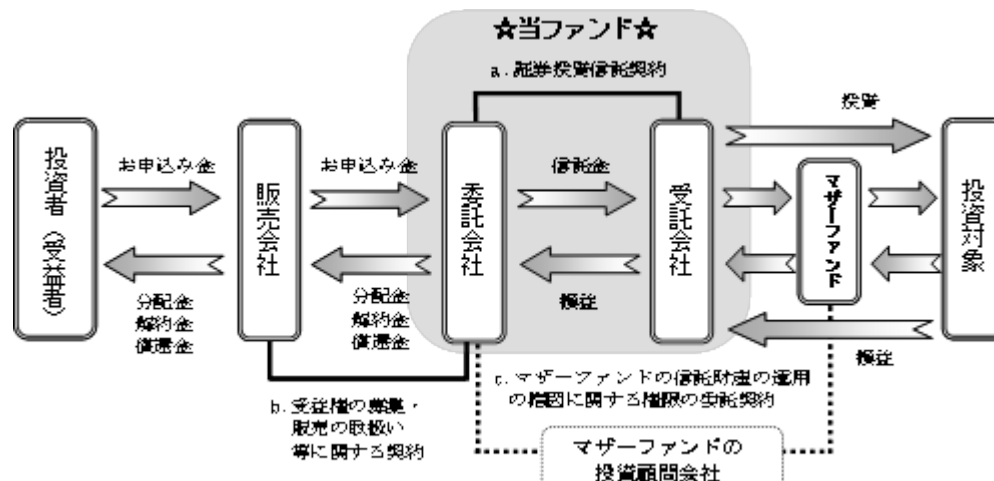 ☆当ファンド☆
a. 証券投資信託契約
投資
投資者（受益者）
お申込み金
販売会社
お申込み金
委託会社
信託金
受託会社
マザーファンド
投資対象
分配金
解約金
償還金
分配金
解約金
償還金
損益
損益
b. 受益権の募集・
販売の取扱い
等に関する契約
c. マザーファンドの信託財産の運用
の指図に関する権限の委託契約
マザーファンドの
投資顧問会社